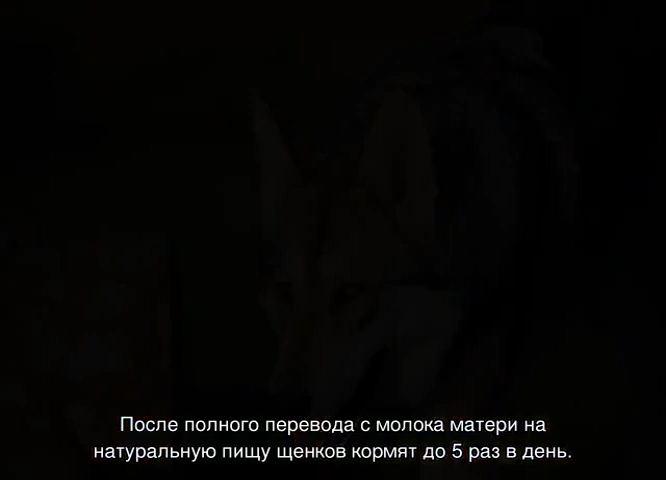 После полного перевода с молока матери на
натуральную пищу щенков кормят до 5 раз в день.